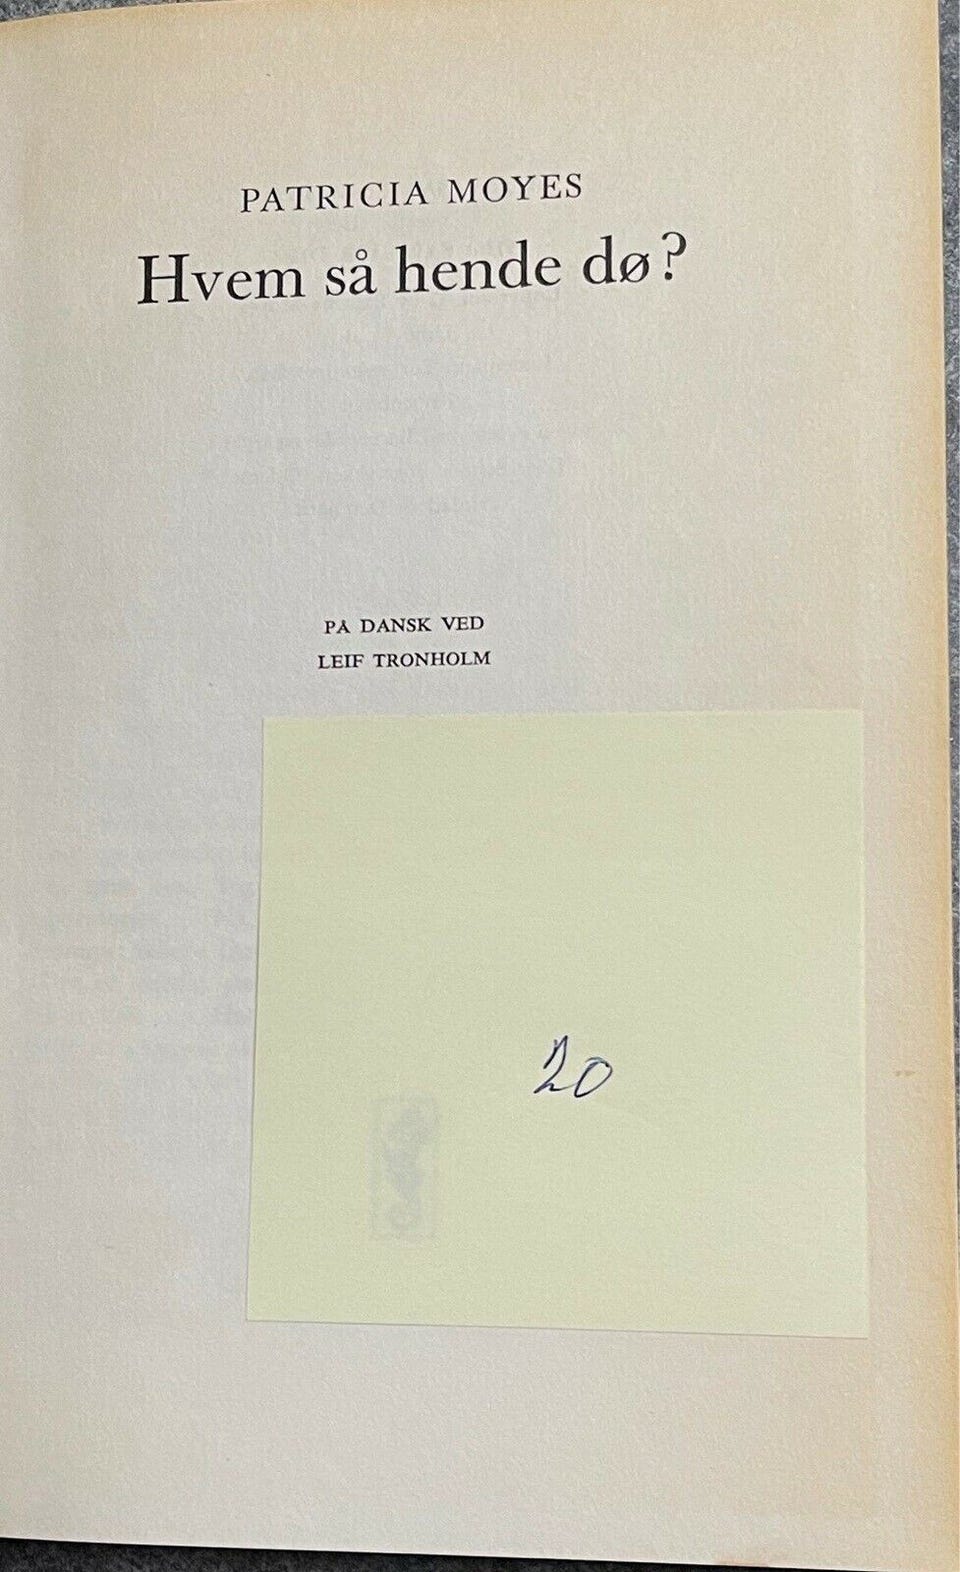 PATRICIA MOYES
Hvem så hende dø?
PÅ DANSK VED
LEIF TRONHOLM
20